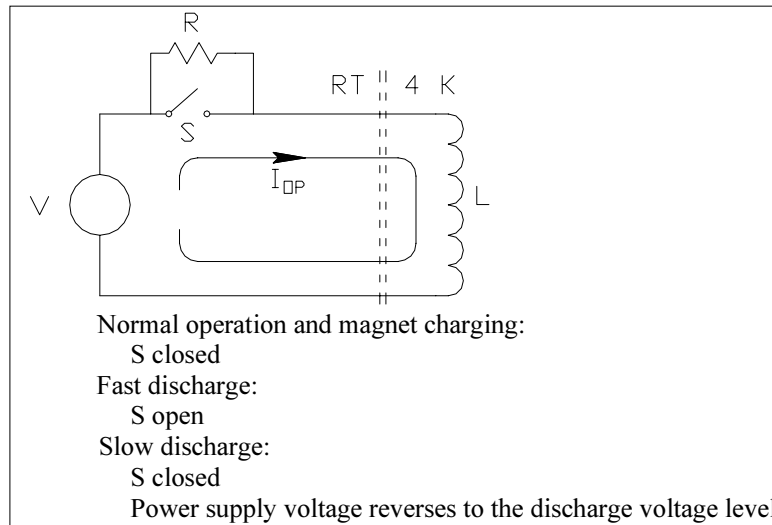 R
RT 4 K
S
I OP
V
L
Normal operation and magnet charging:
S closed
Fast discharge:
S open
Slow discharge:
S closed
Power supply voltage reverses to the discharge voltage level